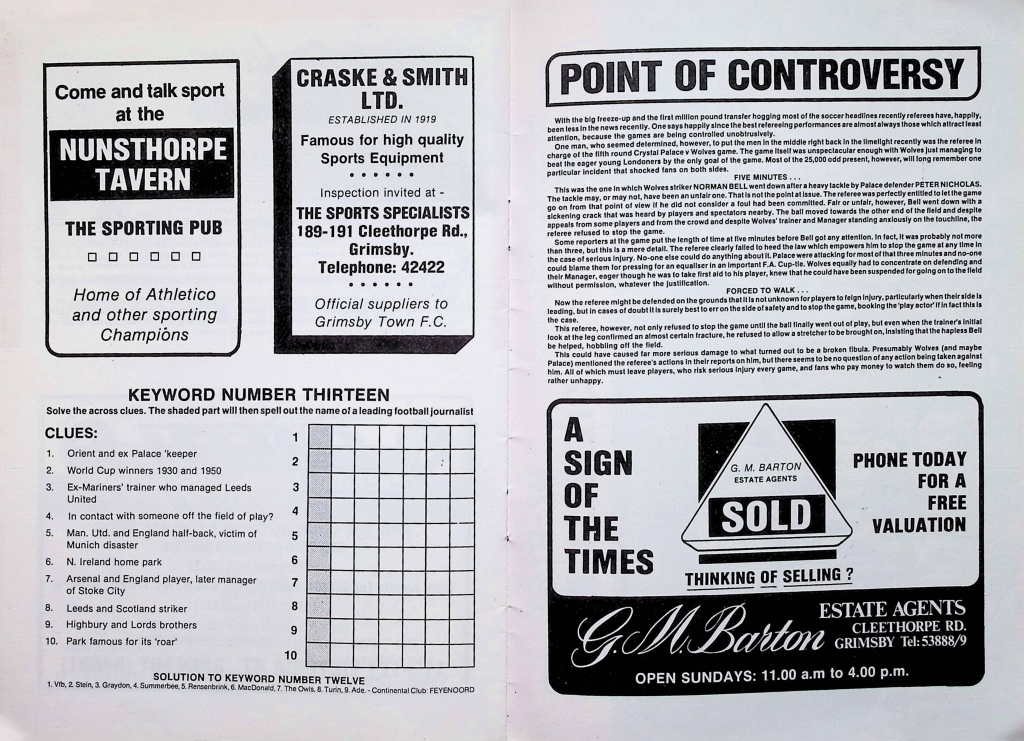 Come and talk sport
at the
NUNSTHORPE
TAVERN
THE SPORTING PUB
Home of Athletico
and other sporting
Champions
CRASKE & SMITH
LTD.
ESTABLISHED IN 1919
Famous for high quality
Sports Equipment
Inspection invited at -
THE SPORTS SPECIALISTS
189-191 Cleethorpe Rd.,
Grimsby.
Telephone: 42422
Official suppliers to
Grimsby Town F.C.
KEYWORD NUMBER THIRTEEN
Solve the across clues. The shaded part will then spell out the name of a leading football journalist
CLUES:
1. Orient and ex Palace 'keeper
2. World Cup winners 1930 and 1950
3. Ex-Mariners' trainer who managed Leeds
United
4. In contact with someone off the field of play?
5. Man. Utd. and England half-back, victim of
Munich disaster
6. N. Ireland home park
7. Arsenal and England player, later manager
of Stoke City
8. Leeds and Scotland striker
9. Highbury and Lords brothers
10. Park famous for its 'roar'
1
2
3
4
5
6
7
8
9
10
SOLUTION TO KEYWORD NUMBER TWELVE
1. Vfb, 2. Stein, 3. Graydon, 4. Summerbee, 5. Rensenbrink, 6. MacDonald, 7. The Owls, 8. Turin, 9. Ade. - Continental Club: FEYENOORD
POINT OF CONTROVERSY
With the big freeze-up and the first million pound transfer hogging most of the soccer headlines recently referees have, happily,
been less in the news recently. One says happily since the best refereeing performances are almost always those which attract least
attention, because the games are being controlled unobtrusively.
One man, who seemed determined, however, to put the men in the middle right back in the limelight recently was the referee in
charge of the fifth round Crystal Palace v Wolves game. The game itself was unspectacular enough with Wolves just managing to
beat the eager young Londoners by the only goal of the game. Most of the 25,000 odd present, however, will long remember one
particular incident that shocked fans on both sides.
FIVE MINUTES . . .
This was the one in which Wolves striker NORMAN BELL went down after a heavy tackle by Palace defender PETER NICHOLAS.
The tackle may, or may not, have been an unfair one. That is not the point at issue. The referee was perfectly entitled to let the game
go on from that point of view if he did not consider a foul had been committed. Fair or unfair, however, Bell went down with a
sickening crack that was heard by players and spectators nearby. The ball moved towards the other end of the field and despite
appeals from some players and from the crowd and despite Wolves' trainer and Manager standing anxiously on the touchline, the
referee refused to stop the game.
Some reporters at the game put the length of time at five minutes before Bell got any attention. In fact, it was probably not more
than three, but this is a mere detail. The referee clearly failed to heed the law which empowers him to stop the game at any time in
the case of serious injury. No-one else could do anything about it. Palace were attacking for most of that three minutes and no-one
could blame them for pressing for an equaliser in an important F.A. Cup-tie. Wolves equally had to concentrate on defending and
their Manager, eager though he was to take first aid to his player, knew that he could have been suspended for going on to the field
without permission, whatever the justification.
FORCED TO WALK . . .
Now the referee might be defended on the grounds that it is not unknown for players to feign injury, particularly when their side is
leading, but in cases of doubt it is surely best to err on the side of safety and to stop the game, booking the 'play actor' if in fact this is
the case.
This referee, however, not only refused to stop the game until the ball finally went out of play, but even when the trainer's initial
look at the leg confirmed an almost certain fracture, he refused to allow a stretcher to be brought on, insisting that the hapless Bell
be helped, hobbling off the field.
This could have caused far more serious damage to what turned out to be a broken fibula. Presumably Wolves (and maybe
Palace) mentioned the referee's actions in their reports on him, but there seems to be no question of any action being taken against
him. All of which must leave players, who risk serious injury every game, and fans who pay money to watch them do so, feeling
rather unhappy.
A
SIGN
OF
THE
TIMES
G. M. BARTON
ESTATE AGENTS
SOLD
PHONE TODAY
FOR A
FREE
VALUATION
THINKING OF SELLING ?
G.M.Barton
ESTATE AGENTS
CLEETHORPE RD.
GRIMSBY Tel: 53888/9
OPEN SUNDAYS: 11.00 a.m to 4.00 p.m.